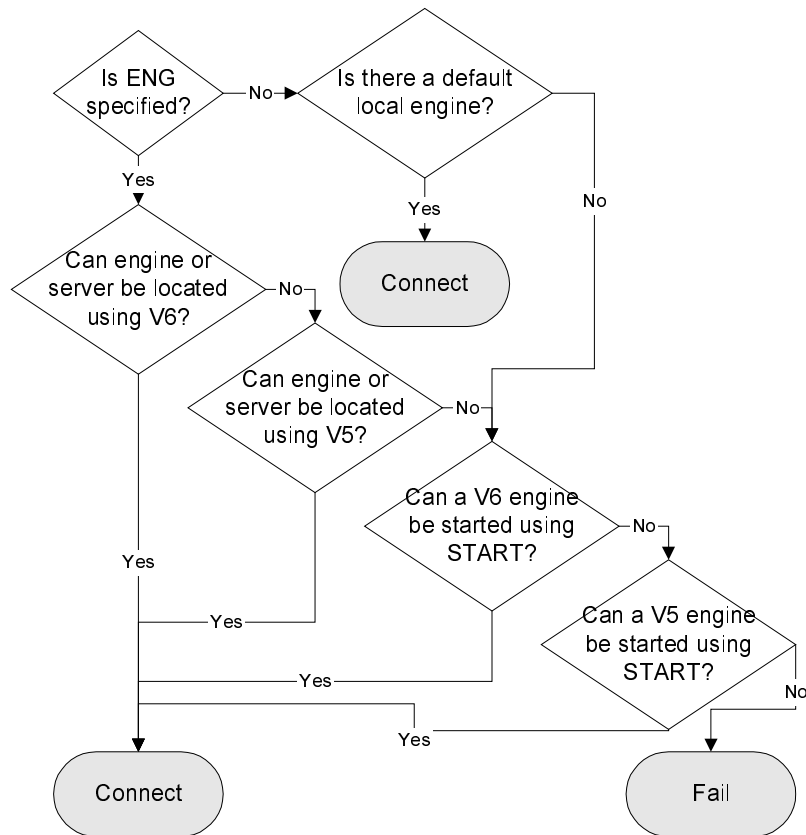 Is ENG
specified?
No
Is there a default
local engine?
Yes
Yes
No
Connect
Can engine or
server be located
using V6?
No
Can engine or
server be located
using V5?
No
Can a V6 engine
be started using
START?
No
Yes
Yes
Can a V5 engine
be started using
START?
Yes
No
Yes
Connect
Fail